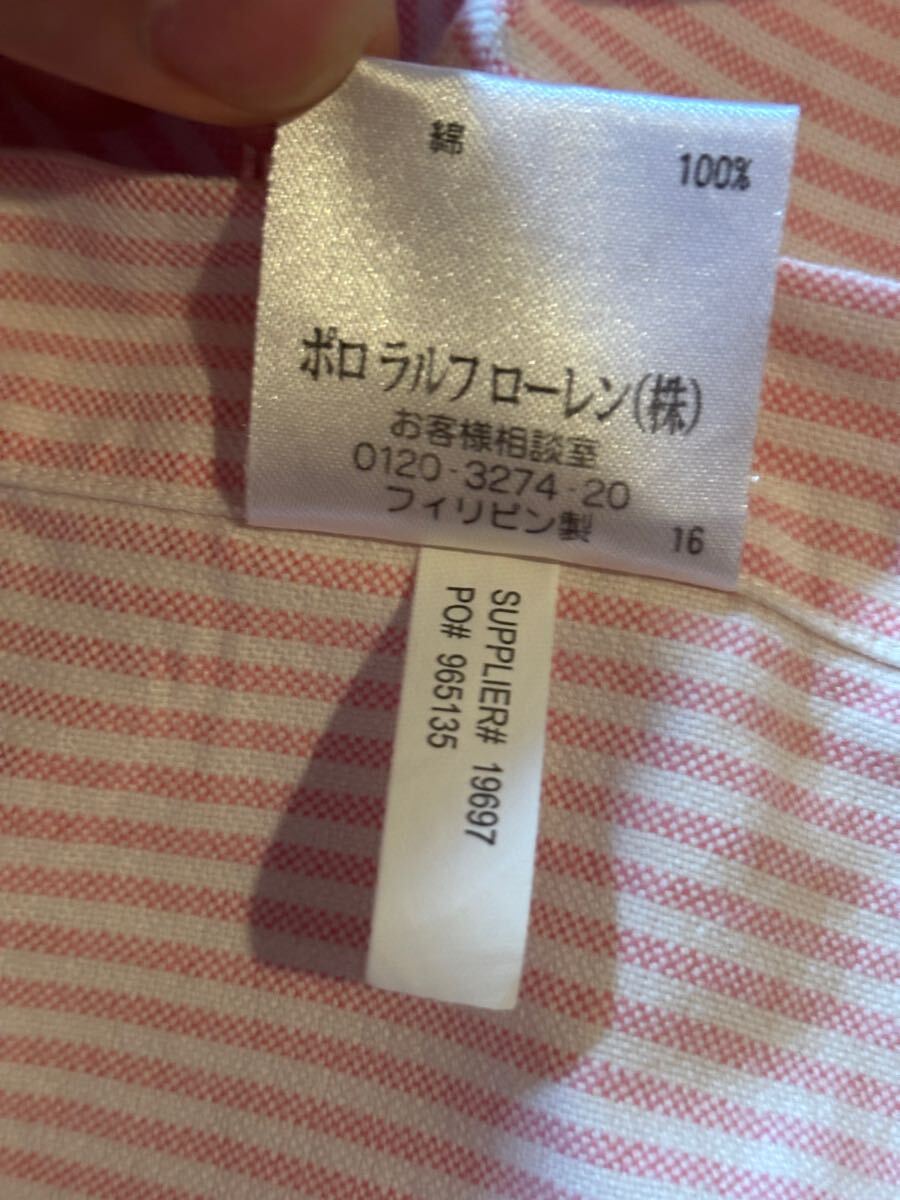 綿 100%
ポロ ラルフ ローレン(株)
お客様相談室
0120-3274-20
フィリピン製 16
SUPPLIER# 19697
PO# 965135